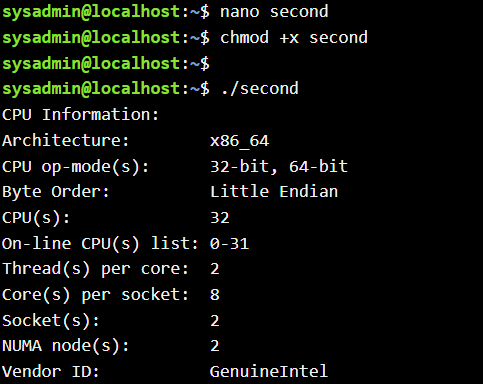 sysadmin@localhost:~$ nano second
sysadmin@localhost:~$ chmod +x second
sysadmin@localhost:~$
sysadmin@localhost:~$ ./second
CPU Information:
Architecture:        x86_64
CPU op-mode(s):      32-bit, 64-bit
Byte Order:          Little Endian
CPU(s):              32
On-line CPU(s) list: 0-31
Thread(s) per core:  2
Core(s) per socket:  8
Socket(s):           2
NUMA node(s):        2
Vendor ID:           GenuineIntel